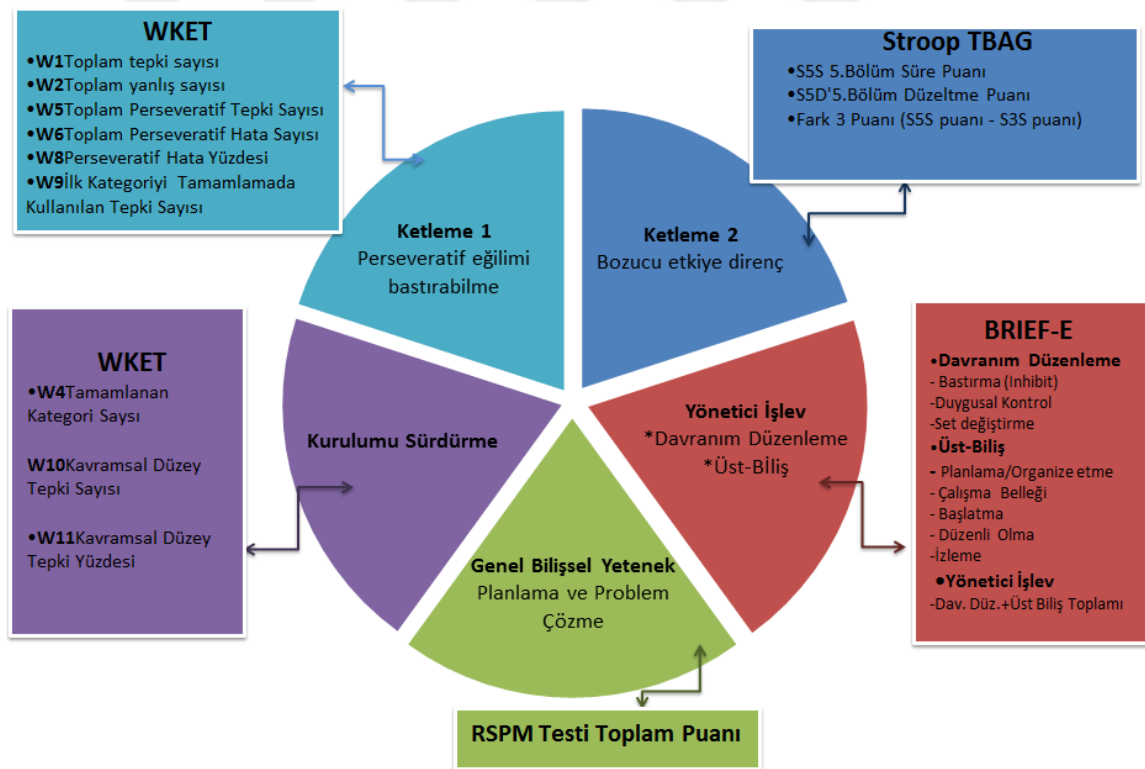 WKET
•W1Toplam tepki sayısı
•W2Toplam yanlış sayısı
•W5Toplam Perseveratif Tepki Sayısı
•W6Toplam Perseveratif Hata Sayısı
•W8Perseveratif Hata Yüzdesi
•W9İlk Kategoriyi Tamamlamada
Kullanılan Tepki Sayısı
Stroop TBAG
•S5S 5.Bölüm Süre Puanı
•S5D'5.Bölüm Düzeltme Puanı
•Fark 3 Puanı (S5S puanı - S3S puanı)
Ketleme 1
Perseveratif eğilimi
bastırabilme
Ketleme 2
Bozucu etkiye direnç
WKET
•W4Tamamlanan
Kategori Saysı
W10Kavramsal Düzey
Tepki Sayısı
•W11Kavramsal Düzey
Tepki Yüzdesi
Kurulumu Sürdürme
Yönetici İşlev
*Davranım Düzenleme
*Üst-Bİliş
BRIEF-E
•Davranım Düzenleme
- Bastırma (Inhibit)
-Duygusal Kontrol
-Set değiştirme
•Üst-Biliş
- Planlama/Organize etme
- Çalışma Belleği
- Başlatma
- Düzenli Olma
-İzleme
•Yönetici İşlev
-Dav. Düz.+Üst Biliş Toplamı
Genel Bilişsel Yetenek
Planlama ve Problem
Çözme
RSPM Testi Toplam Puanı